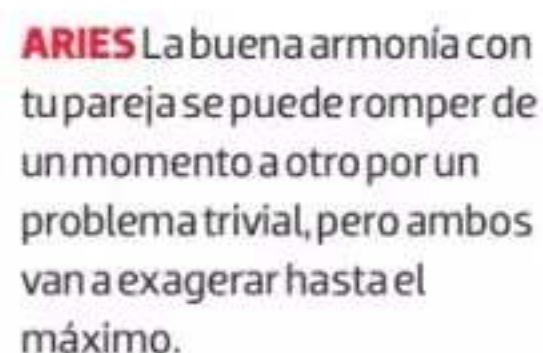 ARIES La buena armonía con
tu pareja se puede romper de
un momento a otro por un
problema trivial, pero ambos
van a exagerar hasta el
máximo.